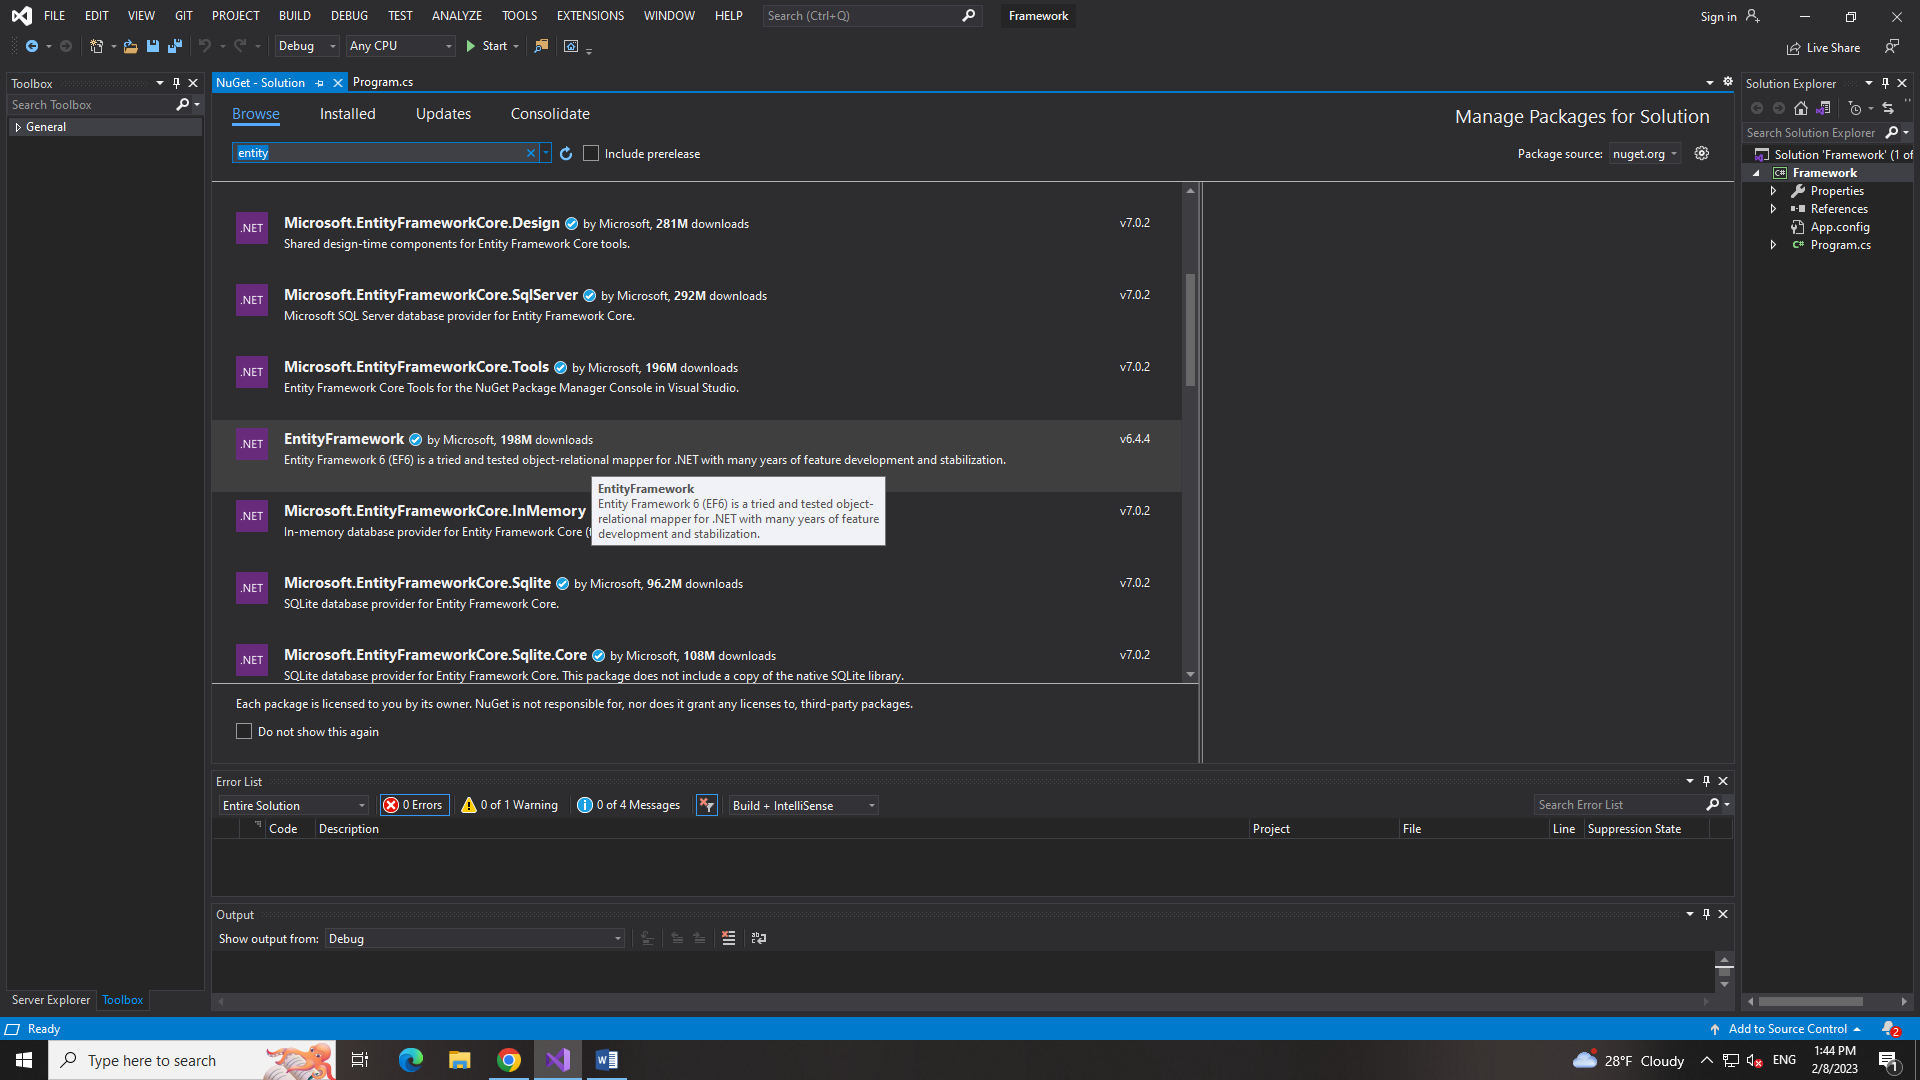 FILE EDIT VIEW GIT PROJECT BUILD DEBUG TEST ANALYZE TOOLS EXTENSIONS WINDOW HELP Search (Ctrl+Q) Framework Sign in
Debug Any CPU Start Live Share
Toolbox
Search Toolbox
General
NuGet - Solution Program.cs
Browse Installed Updates Consolidate Manage Packages for Solution
entity Include prerelease Package source: nuget.org
.NET Microsoft.EntityFrameworkCore.Design by Microsoft, 281M downloads v7.0.2
Shared design-time components for Entity Framework Core tools.
.NET Microsoft.EntityFrameworkCore.SqlServer by Microsoft, 292M downloads v7.0.2
Microsoft SQL Server database provider for Entity Framework Core.
.NET Microsoft.EntityFrameworkCore.Tools by Microsoft, 196M downloads v7.0.2
Entity Framework Core Tools for the NuGet Package Manager Console in Visual Studio.
.NET EntityFramework by Microsoft, 198M downloads v6.4.4
Entity Framework 6 (EF6) is a tried and tested object-relational mapper for .NET with many years of feature development and stabilization.
EntityFramework
Entity Framework 6 (EF6) is a tried and tested object-
relational mapper for .NET with many years of feature
development and stabilization.
.NET Microsoft.EntityFrameworkCore.InMemory v7.0.2
In-memory database provider for Entity Framework Core (
.NET Microsoft.EntityFrameworkCore.Sqlite by Microsoft, 96.2M downloads v7.0.2
SQLite database provider for Entity Framework Core.
.NET Microsoft.EntityFrameworkCore.Sqlite.Core by Microsoft, 108M downloads v7.0.2
SQLite database provider for Entity Framework Core. This package does not include a copy of the native SQLite library.
Each package is licensed to you by its owner. NuGet is not responsible for, nor does it grant any licenses to, third-party packages.
Do not show this again
Error List
Entire Solution 0 Errors 0 of 1 Warning 0 of 4 Messages Build + IntelliSense Search Error List
Code Description Project File Line Suppression State
Output
Show output from: Debug
Server Explorer Toolbox
Solution Explorer
Search Solution Explorer
Solution 'Framework' (1 of
C# Framework
Properties
References
App.config
C# Program.cs
Ready Add to Source Control 2
Type here to search 28°F Cloudy ENG 1:44 PM
2/8/2023 1